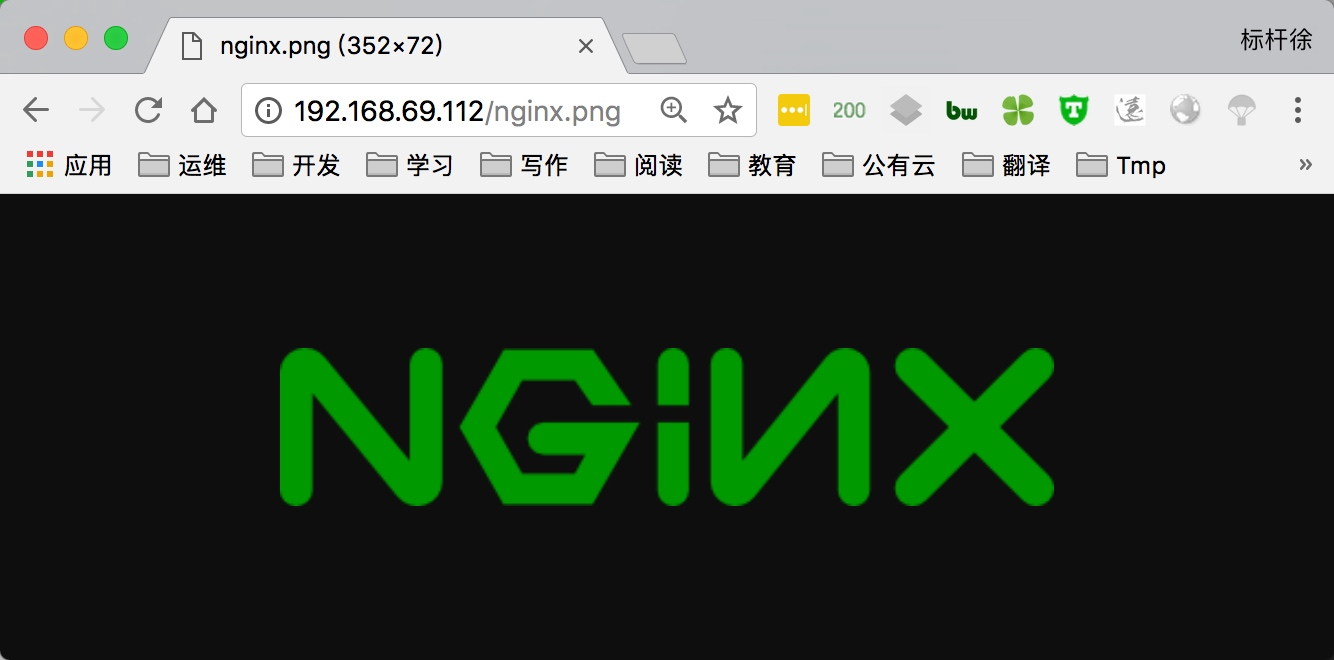 nginx.png (352×72)
标杆徐
192.168.69.112/nginx.png
200
bw
T
遠
应用
运维
开发
学习
写作
阅读
教育
公有云
翻译
Tmp
»
NGiNX